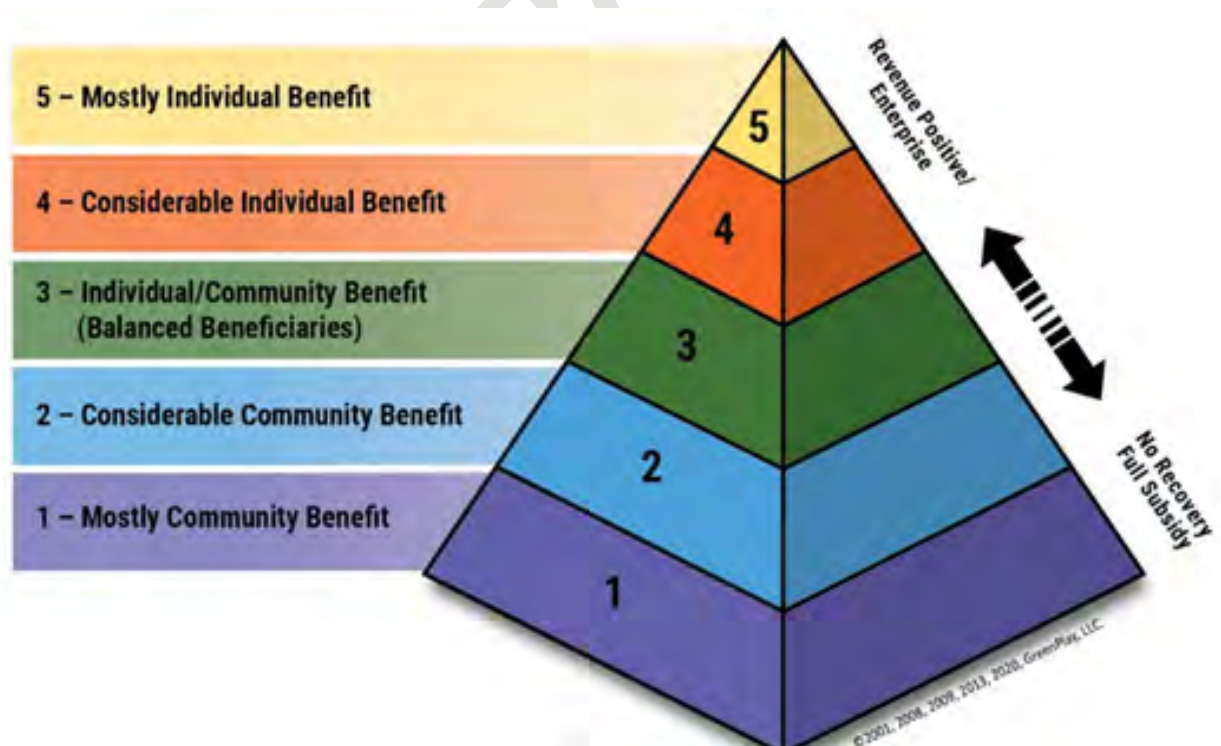 5 – Mostly Individual Benefit
4 – Considerable Individual Benefit
3 – Individual/Community Benefit
(Balanced Beneficiaries)
2 – Considerable Community Benefit
1 – Mostly Community Benefit
5
4
3
2
1
Revenue Positive/
Enterprise
No Recovery
Full Subsidy
©2001, 2008, 2009, 2013, 2020, GreenPlay, LLC.